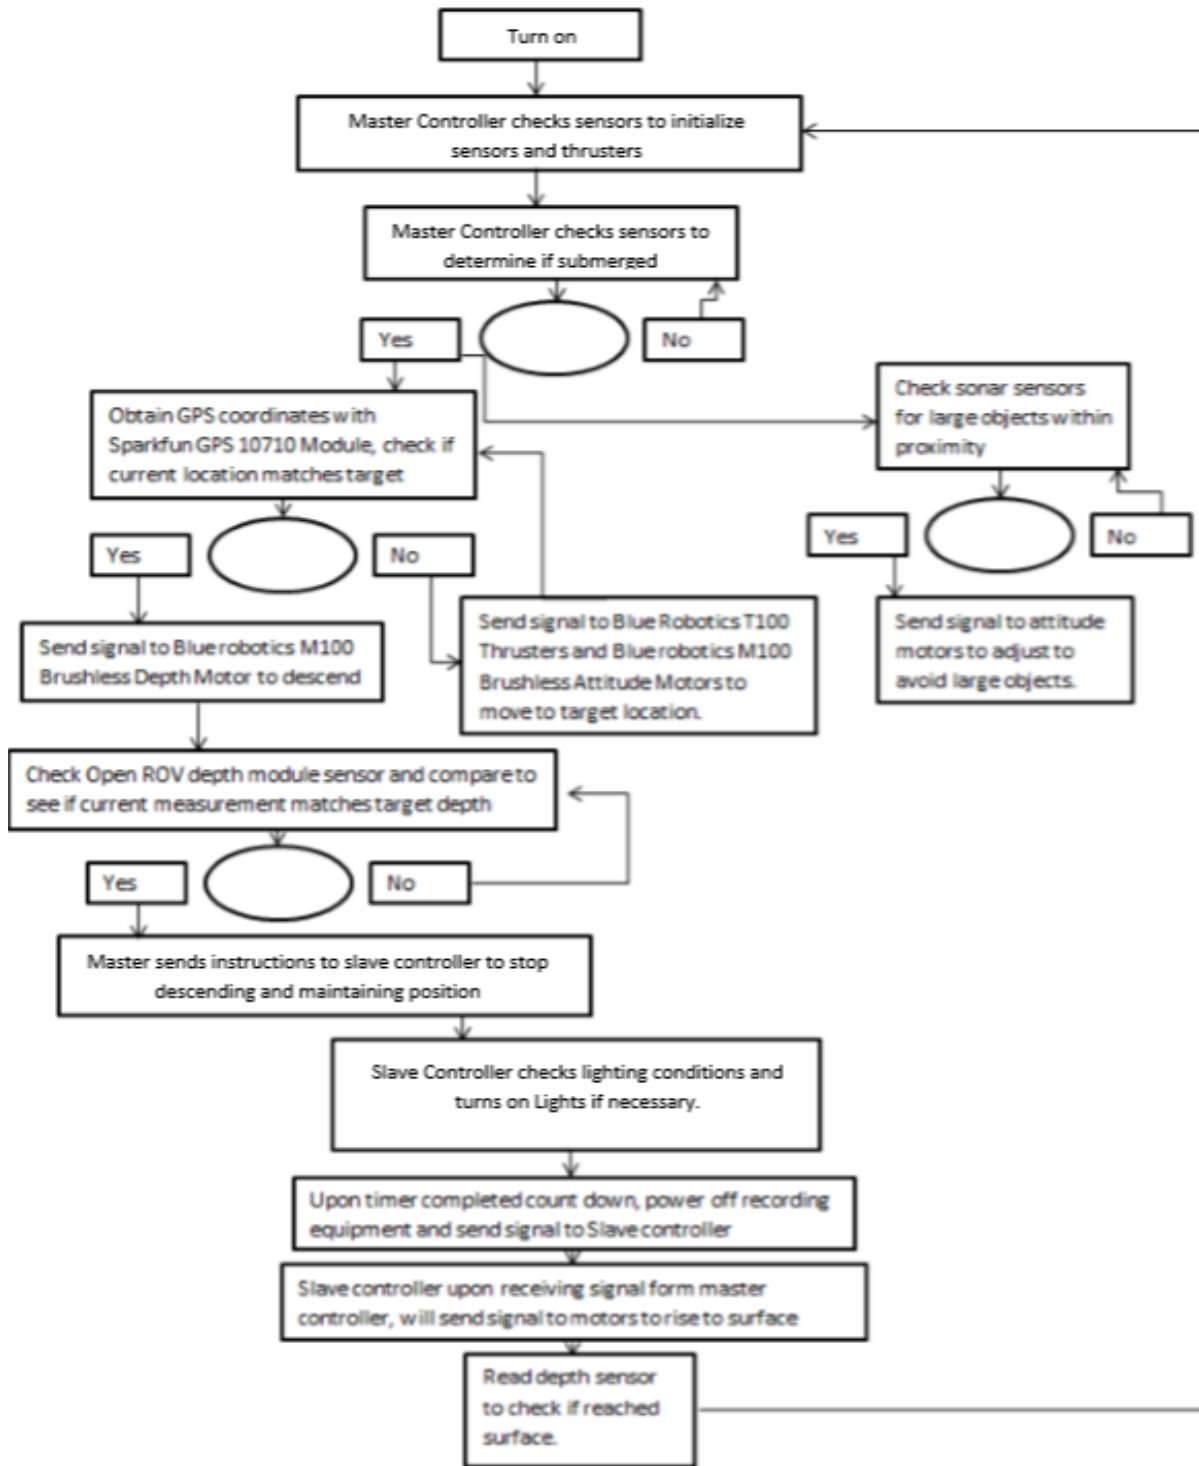 Turn on
Master Controller checks sensors to initialize
sensors and thrusters
Master Controller checks sensors to
determine if submerged
Yes
No
Check sonar sensors
for large objects within
proximity
Obtain GPS coordinates with
Sparkfun GPS 10710 Module, check if
current location matches target
Yes
No
Yes
No
Send signal to Blue robotics M100
Brushless Depth Motor to descend
Send signal to Blue Robotics T100
Thrusters and Blue robotics M100
Brushless Attitude Motors to
move to target location.
Send signal to attitude
motors to adjust to
avoid large objects.
Check Open ROV depth module sensor and compare to
see if current measurement matches target depth
Yes
No
Master sends instructions to slave controller to stop
descending and maintaining position
Slave Controller checks lighting conditions and
turns on Lights if necessary.
Upon timer completed count down, power off recording
equipment and send signal to Slave controller
Slave controller upon receiving signal form master
controller, will send signal to motors to rise to surface
Read depth sensor
to check if reached
surface.